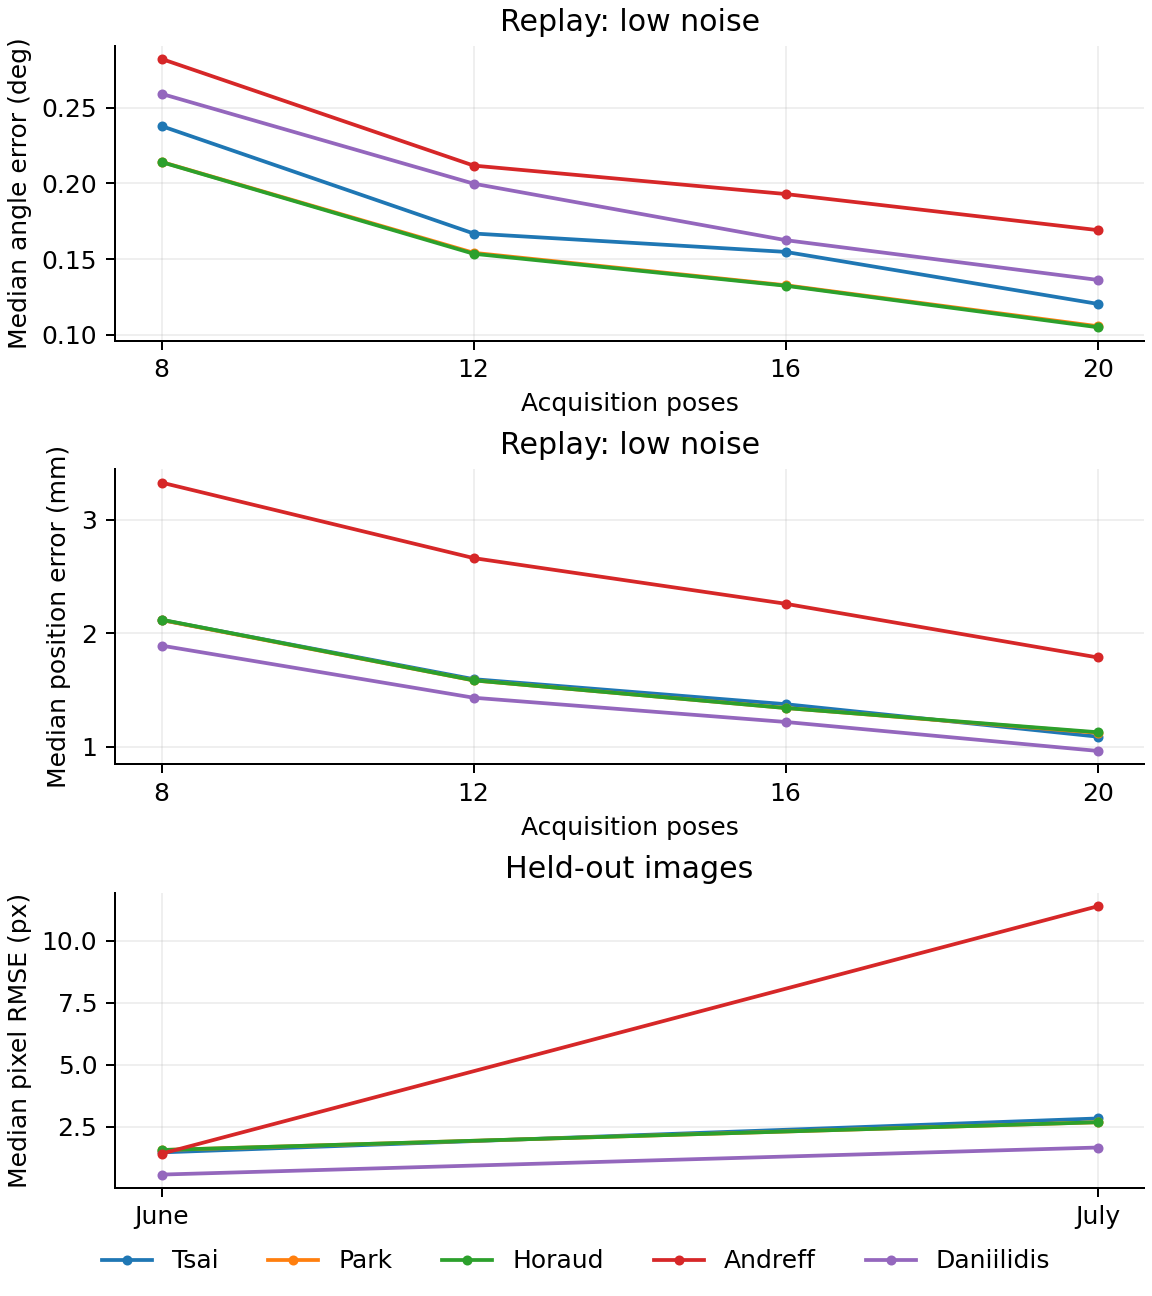 Replay: low noise
Median angle error (deg)
0.25
0.20
0.15
0.10
8 12 16 20
Acquisition poses
Replay: low noise
Median position error (mm)
3
2
1
8 12 16 20
Acquisition poses
Held-out images
Median pixel RMSE (px)
10.0
7.5
5.0
2.5
June July
Tsai Park Horaud Andreff Daniilidis